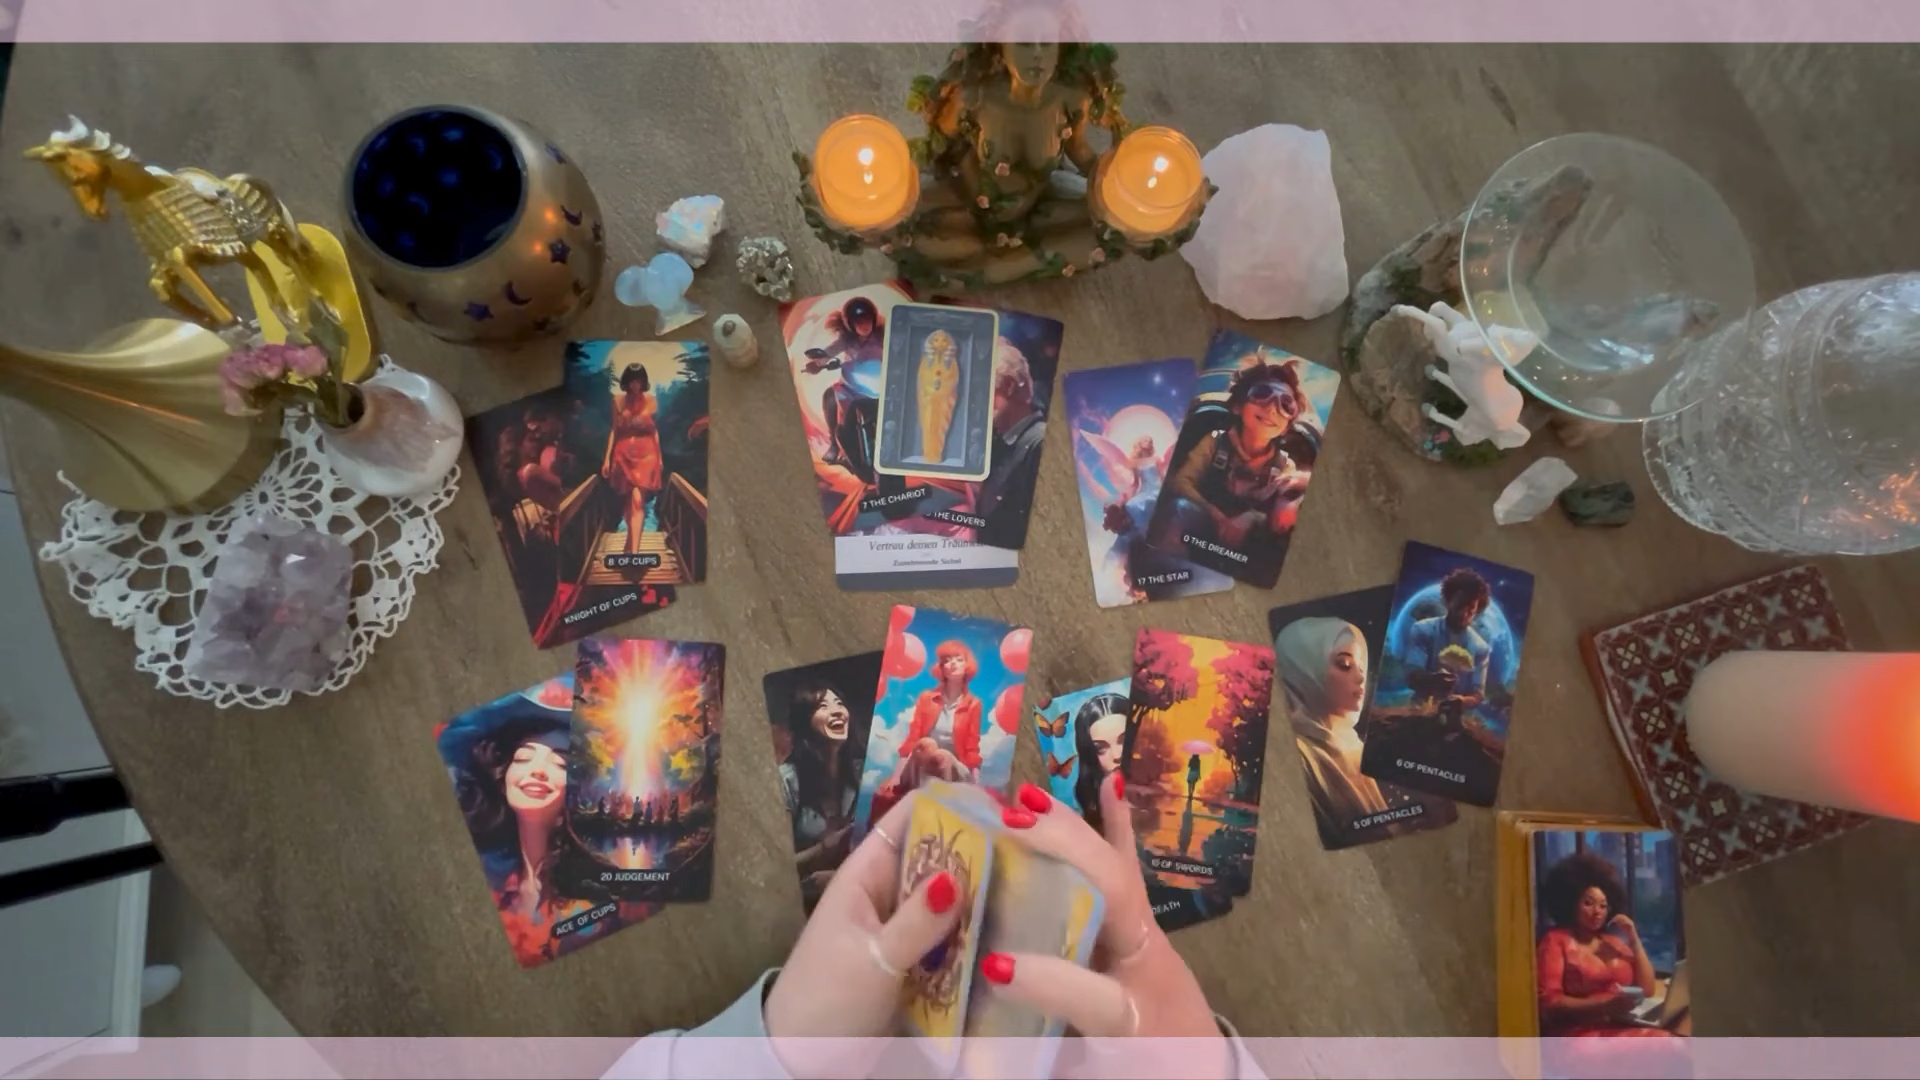 8 OF CUPS
KNIGHT OF CUPS
7 THE CHARIOT
THE LOVERS
Vertrau deinen Träumen
17 THE STAR
0 THE DREAMER
20 JUDGEMENT
ACE OF CUPS
10 OF SWORDS
DEATH
5 OF PENTACLES
6 OF PENTACLES